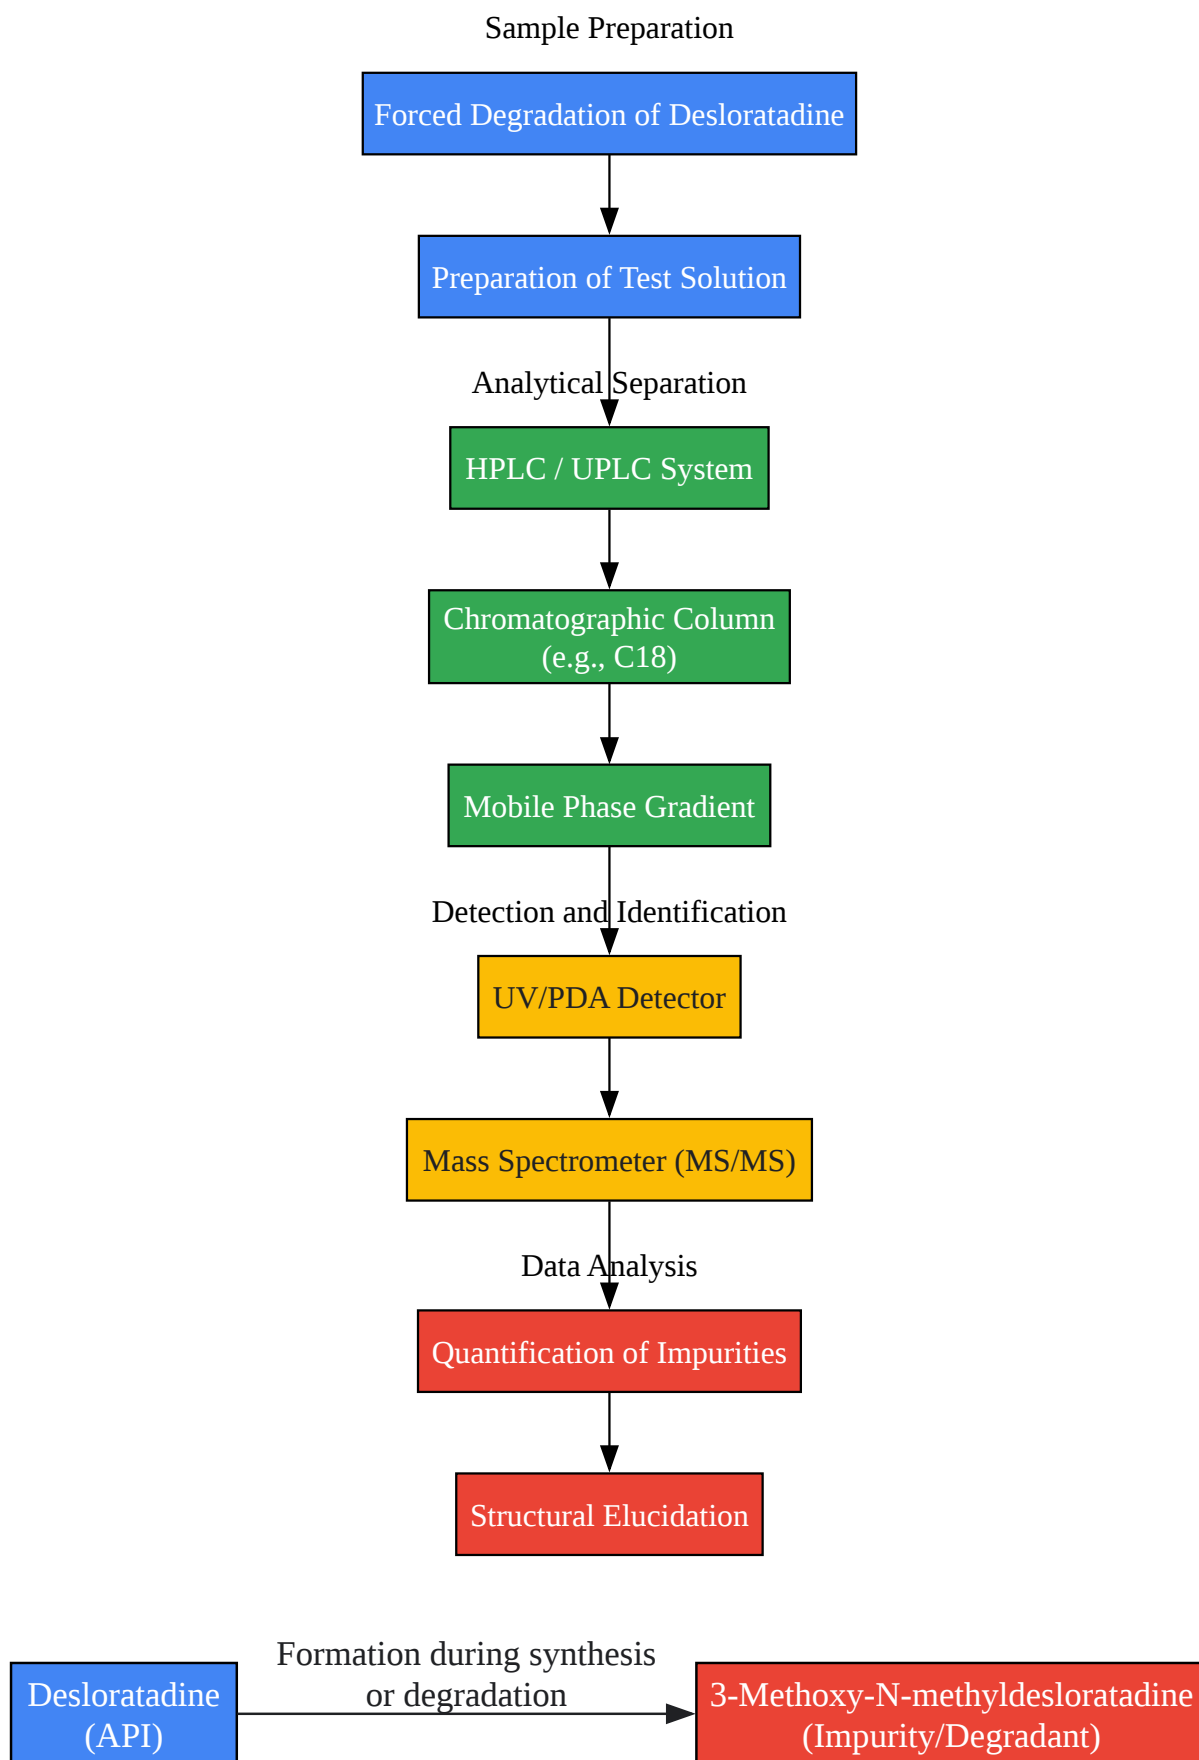 Sample Preparation
Forced Degradation of Desloratadine
Preparation of Test Solution
Analytical Separation
HPLC / UPLC System
Chromatographic Column
(e.g., C18)
Mobile Phase Gradient
Detection and Identification
UV/PDA Detector
Mass Spectrometer (MS/MS)
Data Analysis
Quantification of Impurities
Structural Elucidation
Formation during synthesis
or degradation
Desloratadine
(API)
3-Methoxy-N-methyldesloratadine
(Impurity/Degradant)